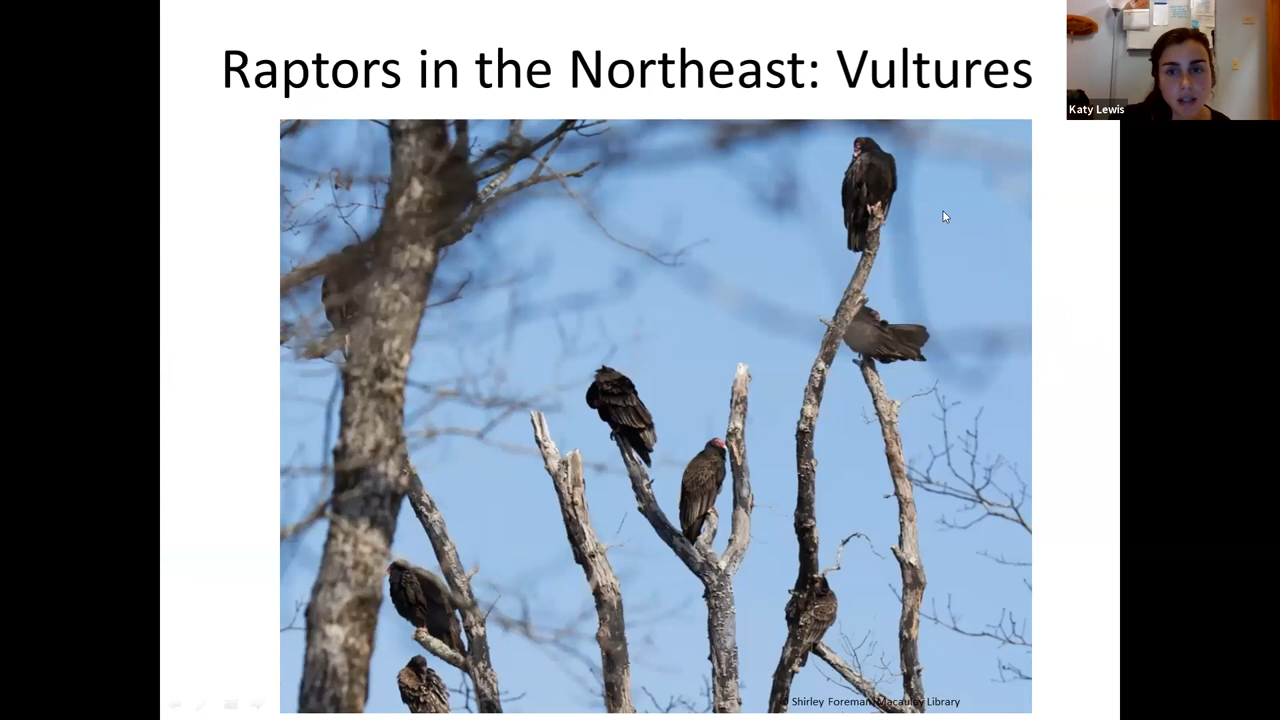 Raptors in the Northeast: Vultures
Katy Lewis
Shirley Foreman Macaulay Library